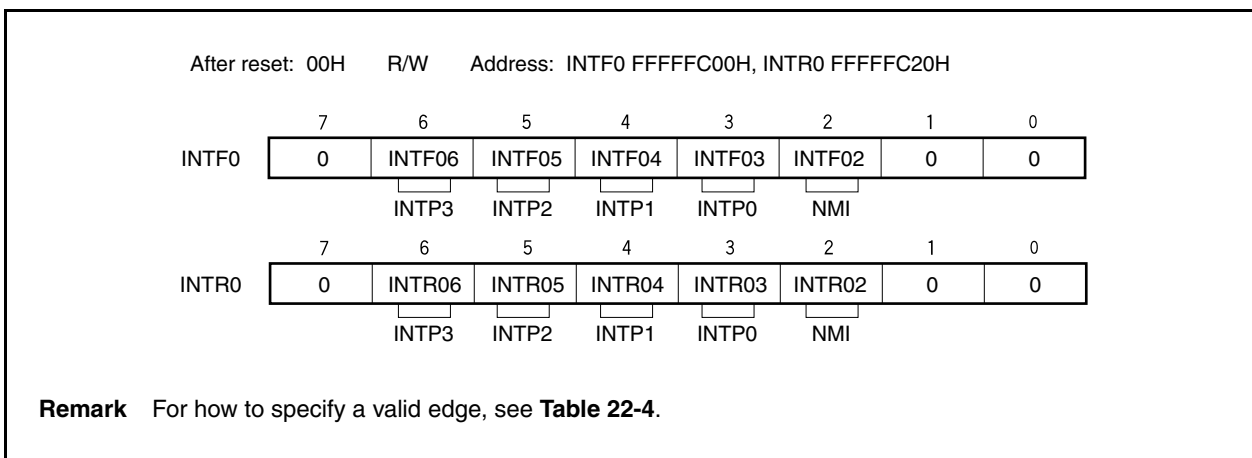 After reset: 00H R/W Address: INTF0 FFFFFC00H, INTR0 FFFFFC20H
7 6 5 4 3 2 1 0
INTF0 0 INTF06 INTF05 INTF04 INTF03 INTF02 0 0
INTP3 INTP2 INTP1 INTP0 NMI
7 6 5 4 3 2 1 0
INTR0 0 INTR06 INTR05 INTR04 INTR03 INTR02 0 0
INTP3 INTP2 INTP1 INTP0 NMI
Remark For how to specify a valid edge, see Table 22-4.